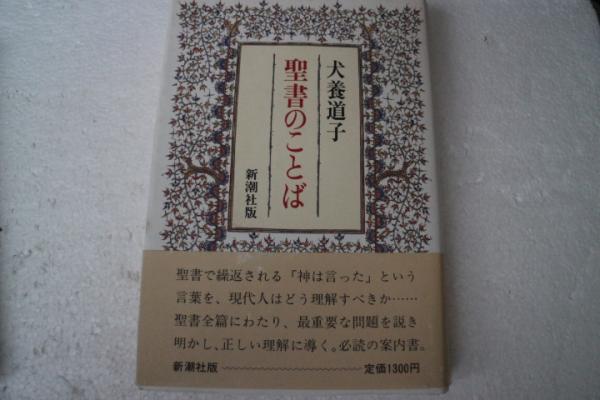 犬養道子
聖書のことば
新潮社版
聖書で繰返される「神は言った」という
言葉を、現代人はどう理解すべきか……
聖書全篇にわたり、最重要な問題を説き
明かし、正しい理解に導く。必読の案内書。
新潮社版 定価1300円